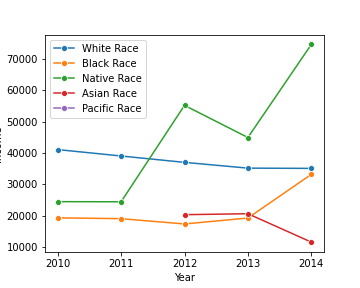 White Race
Black Race
Native Race
Asian Race
Pacific Race
70000
60000
50000
40000
30000
20000
10000
2010 2011 2012 2013 2014
Year